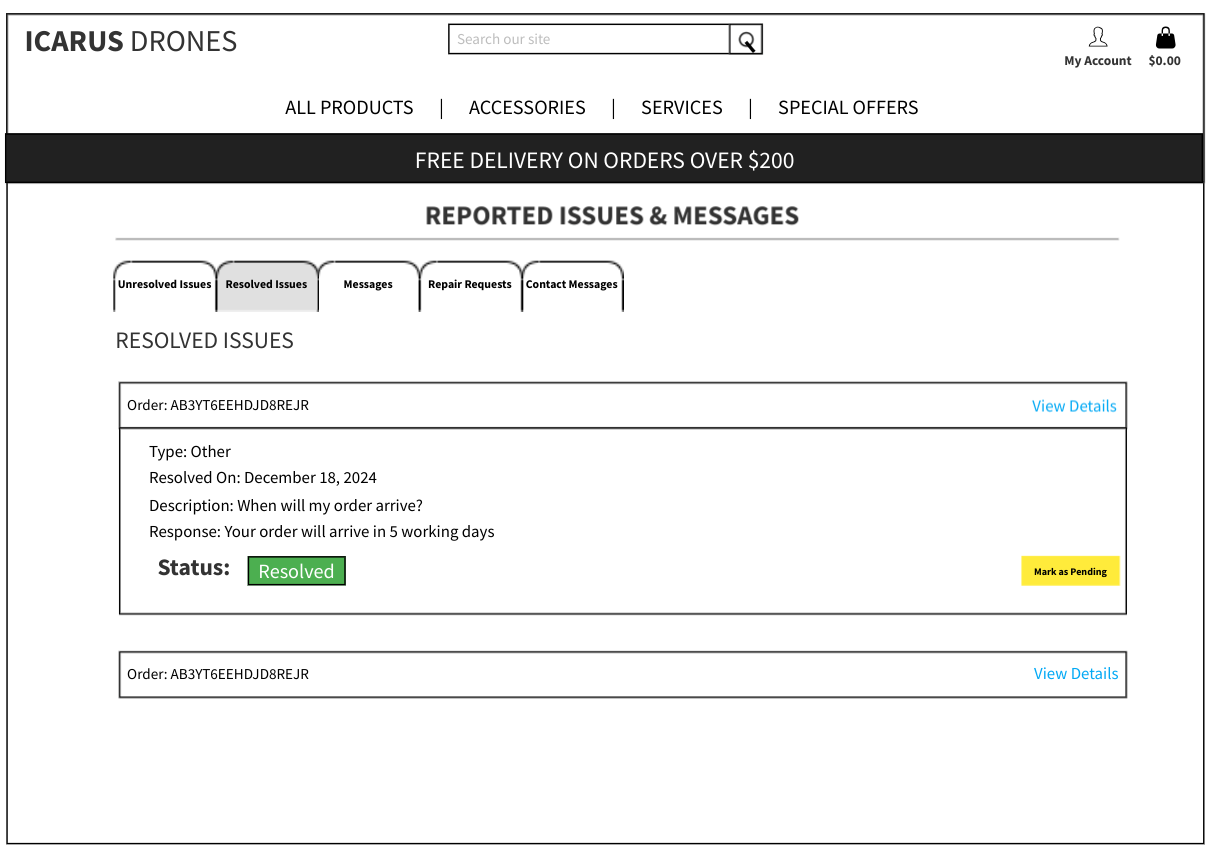 ICARUS DRONES
Search our site
My Account
$0.00
ALL PRODUCTS | ACCESSORIES | SERVICES | SPECIAL OFFERS
FREE DELIVERY ON ORDERS OVER $200
REPORTED ISSUES & MESSAGES
Unresolved Issues
Resolved Issues
Messages
Repair Requests
Contact Messages
RESOLVED ISSUES
Order: AB3YT6EEHDJD8REJR
View Details
Type: Other
Resolved On: December 18, 2024
Description: When will my order arrive?
Response: Your order will arrive in 5 working days
Status: Resolved
Mark as Pending
Order: AB3YT6EEHDJD8REJR
View Details